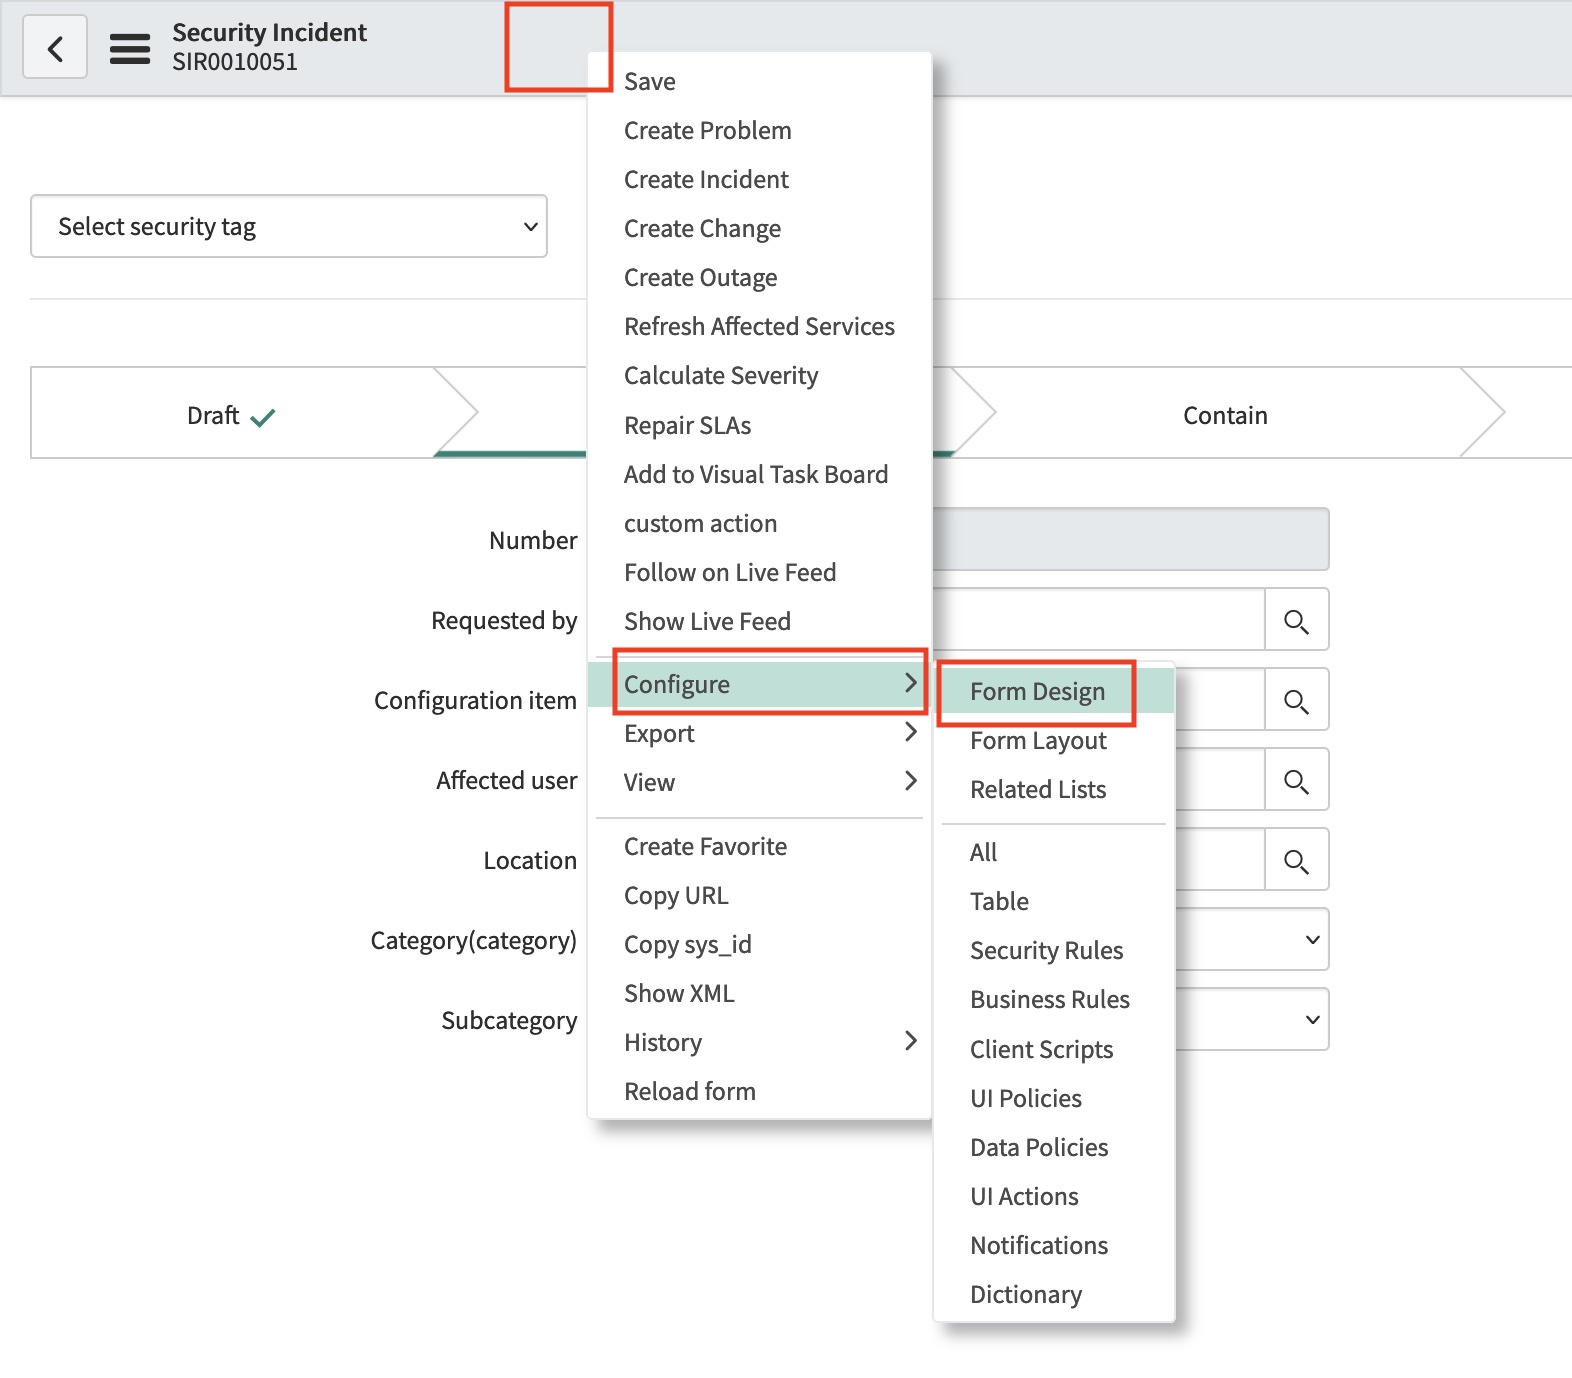 Security Incident
SIR0010051
Save
Create Problem
Create Incident
Create Change
Create Outage
Refresh Affected Services
Calculate Severity
Repair SLAs
Add to Visual Task Board
custom action
Follow on Live Feed
Show Live Feed
Configure
Export
View
Create Favorite
Copy URL
Copy sys_id
Show XML
History
Reload form
Form Design
Form Layout
Related Lists
All
Table
Security Rules
Business Rules
Client Scripts
UI Policies
Data Policies
UI Actions
Notifications
Dictionary
Select security tag
Draft
Contain
Number
Requested by
Configuration item
Affected user
Location
Category(category)
Subcategory